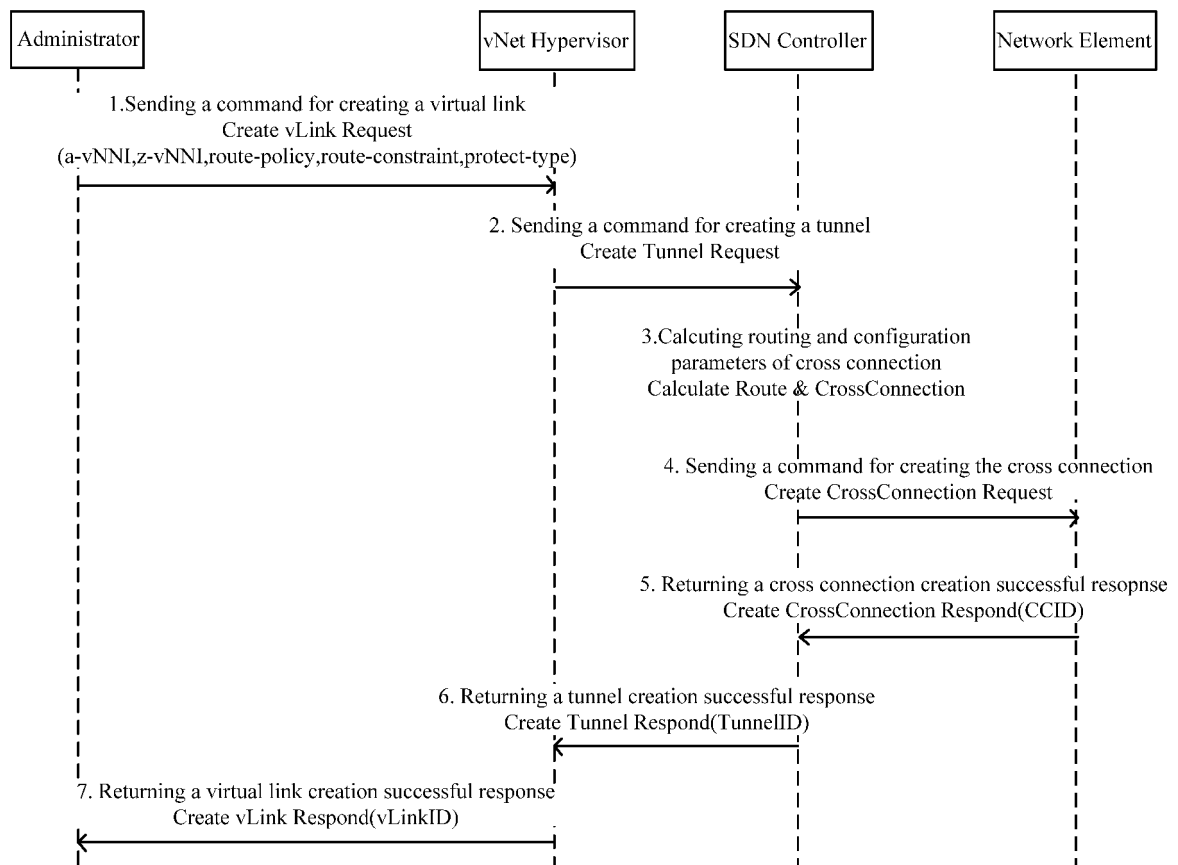 Administrator
vNet Hypervisor
SDN Controller
Network Element
1.Sending a command for creating a virtual link
Create vLink Request
(a-vNNI,z-vNNI,route-policy,route-constraint,protect-type)
2. Sending a command for creating a tunnel
Create Tunnel Request
3.Calcuting routing and configuration
parameters of cross connection
Calculate Route & CrossConnection
4. Sending a command for creating the cross connection
Create CrossConnection Request
5. Returning a cross connection creation successful resopnse
Create CrossConnection Respond(CCID)
6. Returning a tunnel creation successful response
Create Tunnel Respond(TunnelID)
7. Returning a virtual link creation successful response
Create vLink Respond(vLinkID)